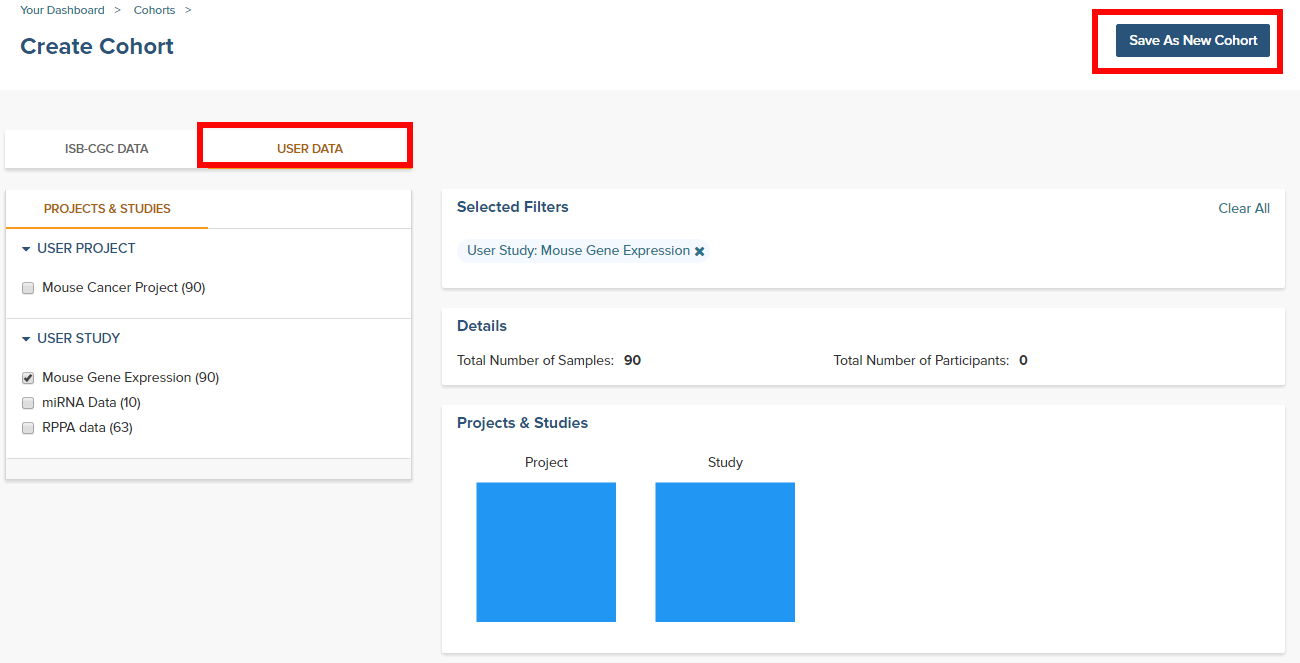 Your Dashboard > Cohorts >
Create Cohort
Save As New Cohort
ISB-CGC DATA
USER DATA
PROJECTS & STUDIES
USER PROJECT
Mouse Cancer Project (90)
USER STUDY
Mouse Gene Expression (90)
miRNA Data (10)
RPPA data (63)
Selected Filters
Clear All
User Study: Mouse Gene Expression
Details
Total Number of Samples: 90
Total Number of Participants: 0
Projects & Studies
Project
Study